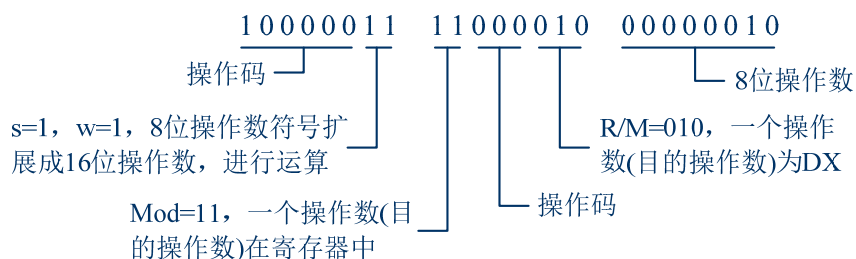 10000011 11000010 00000010
操作码
8位操作数
s=1，w=1，8位操作数符号扩
展成16位操作数，进行运算
R/M=010，一个操作
数(目的操作数)为DX
Mod=11，一个操作数(目
的操作数)在寄存器中
操作码